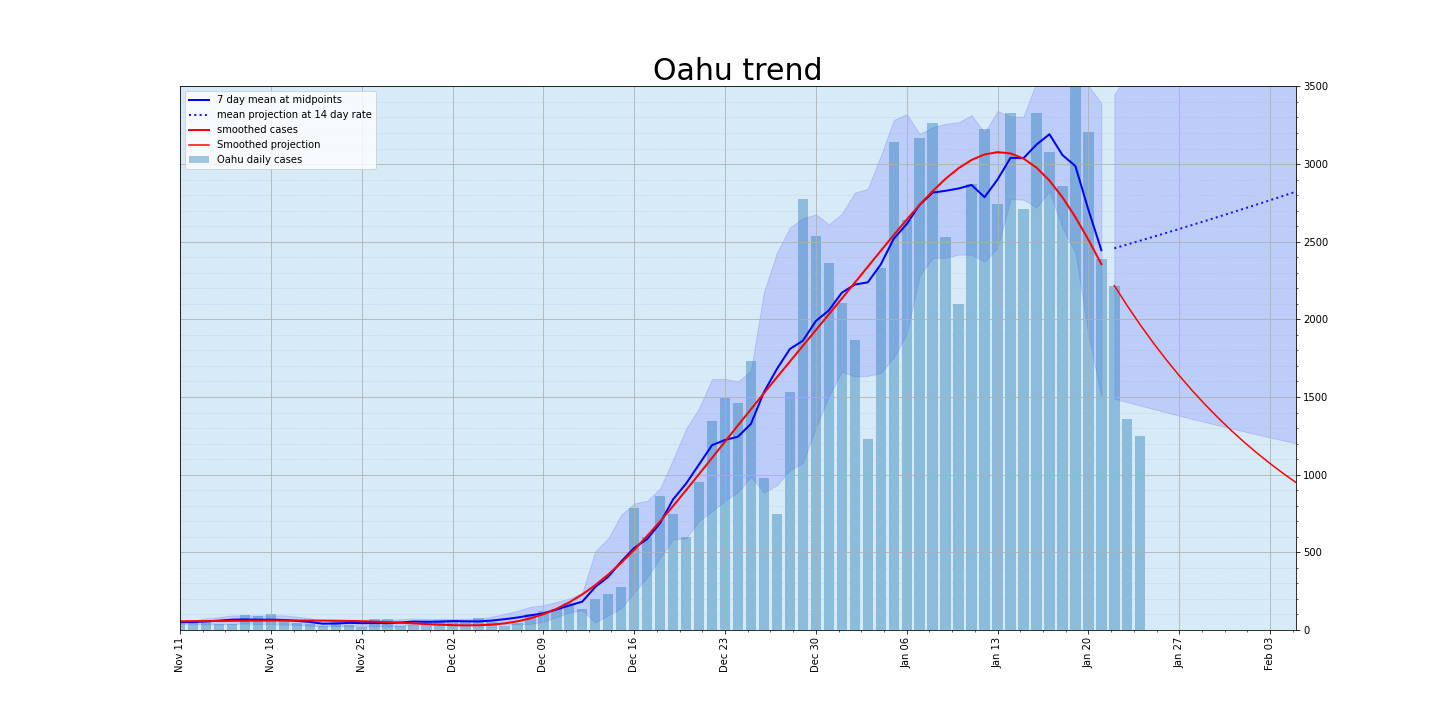 Oahu trend
7 day mean at midpoints
mean projection at 14 day rate
smoothed cases
Smoothed projection
Oahu daily cases
3500
3000
2500
2000
1500
1000
500
0
Nov 11
Nov 18
Nov 25
Dec 02
Dec 09
Dec 16
Dec 23
Dec 30
Jan 06
Jan 13
Jan 20
Jan 27
Feb 03